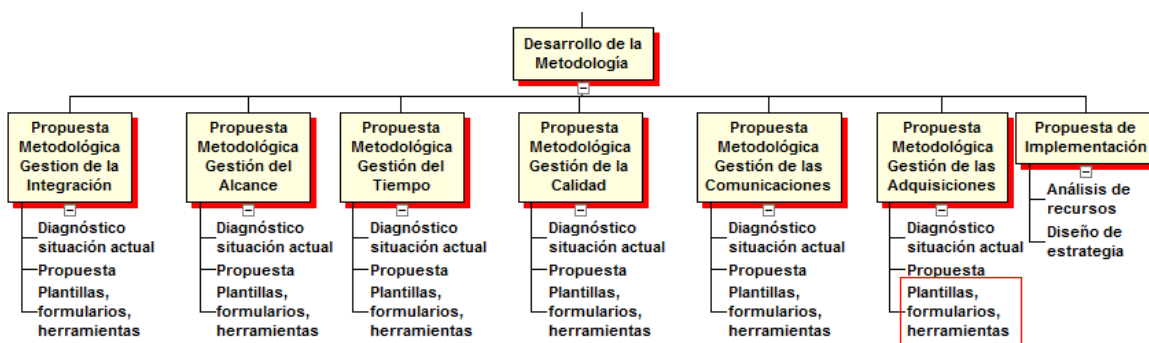 Desarrollo de la
Metodología
Propuesta
Metodológica
Gestion de la
Integración
Diagnóstico
situación actual
Propuesta
Plantillas,
formularios,
herramientas
Propuesta
Metodológica
Gestión del
Alcance
Diagnóstico
situación actual
Propuesta
Plantillas,
formularios,
herramientas
Propuesta
Metodológica
Gestión del
Tiempo
Diagnóstico
situación actual
Propuesta
Plantillas,
formularios,
herramientas
Propuesta
Metodológica
Gestión de la
Calidad
Diagnóstico
situación actual
Propuesta
Plantillas,
formularios,
herramientas
Propuesta
Metodológica
Gestión de las
Comunicaciones
Diagnóstico
situación actual
Propuesta
Plantillas,
formularios,
herramientas
Propuesta
Metodológica
Gestión de las
Adquisiciones
Diagnóstico
situación actual
Propuesta
Plantillas,
formularios,
herramientas
Propuesta de
Implementación
Análisis de
recursos
Diseño de
estrategia